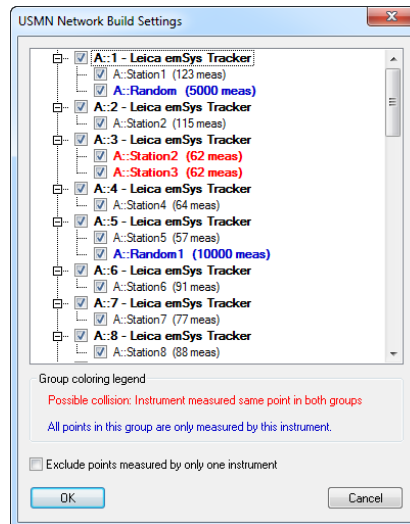 USMN Network Build Settings
A::1 - Leica emSys Tracker
A::Station1 (123 meas)
A::Random (5000 meas)
A::2 - Leica emSys Tracker
A::Station2 (115 meas)
A::3 - Leica emSys Tracker
A::Station2 (62 meas)
A::Station3 (62 meas)
A::4 - Leica emSys Tracker
A::Station4 (64 meas)
A::5 - Leica emSys Tracker
A::Station5 (57 meas)
A::Random1 (10000 meas)
A::6 - Leica emSys Tracker
A::Station6 (91 meas)
A::7 - Leica emSys Tracker
A::Station7 (77 meas)
A::8 - Leica emSys Tracker
A::Station8 (88 meas)
Group coloring legend
Possible collision: Instrument measured same point in both groups
All points in this group are only measured by this instrument.
Exclude points measured by only one instrument
OK Cancel